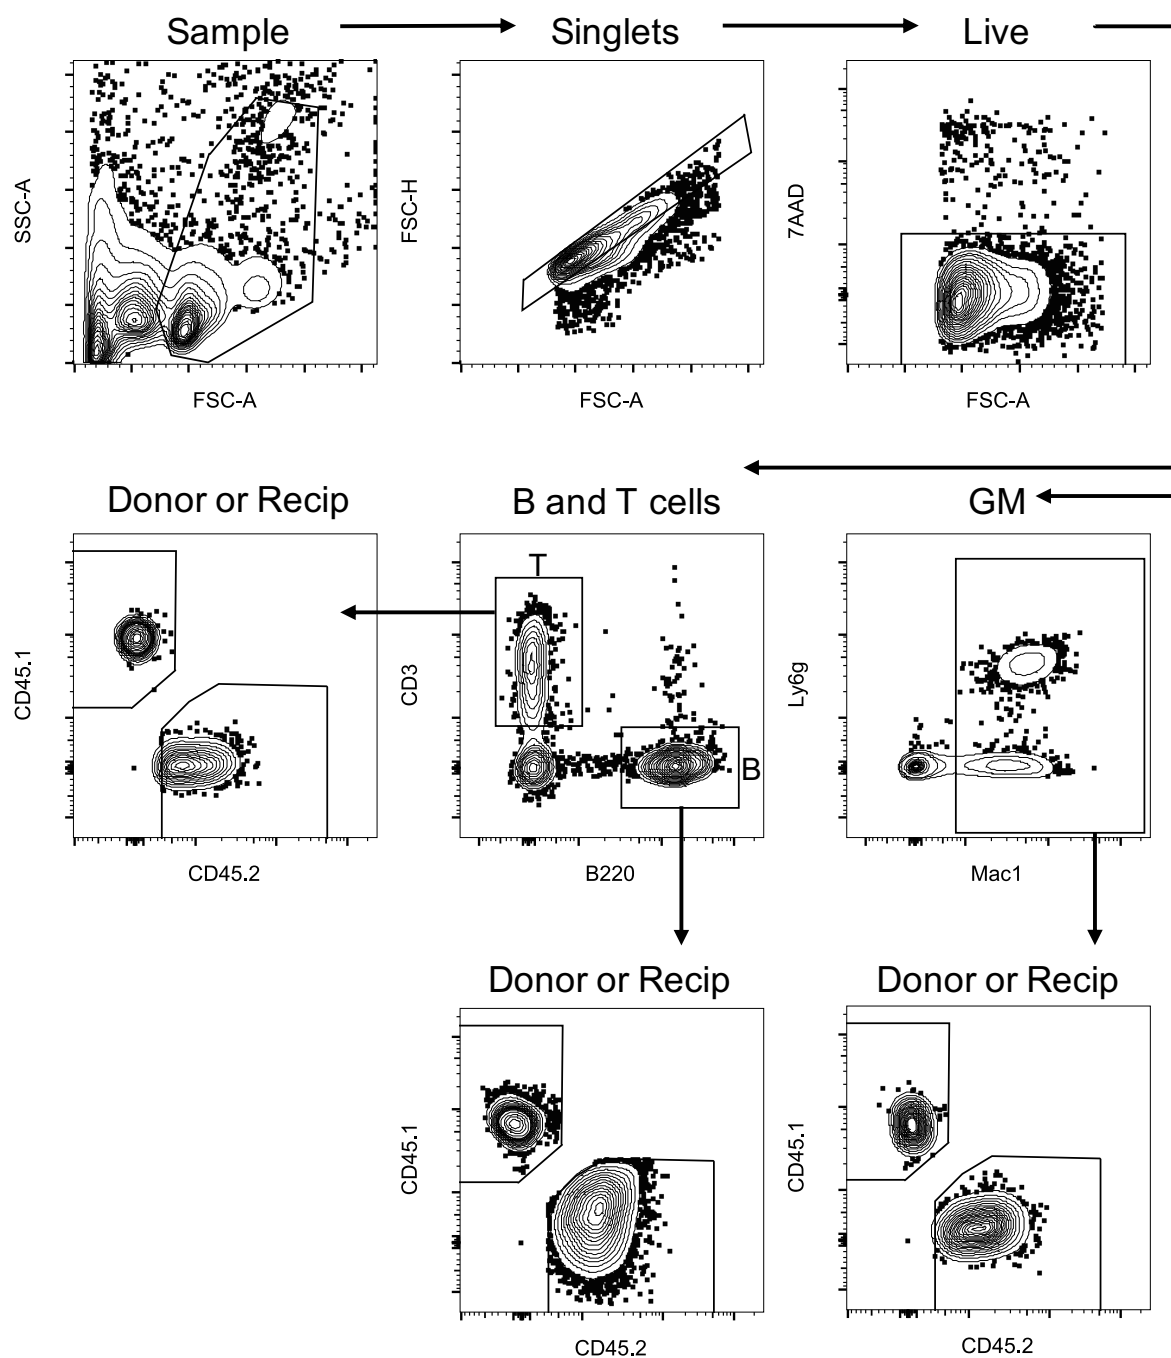 Sample Singlets Live
SSC-A FSC-H 7AAD
FSC-A FSC-A FSC-A
Donor or Recip B and T cells GM
T
B
CD45.1 CD3 Ly6g
CD45.2 B220 Mac1
Donor or Recip Donor or Recip
CD45.1 CD45.1
CD45.2 CD45.2